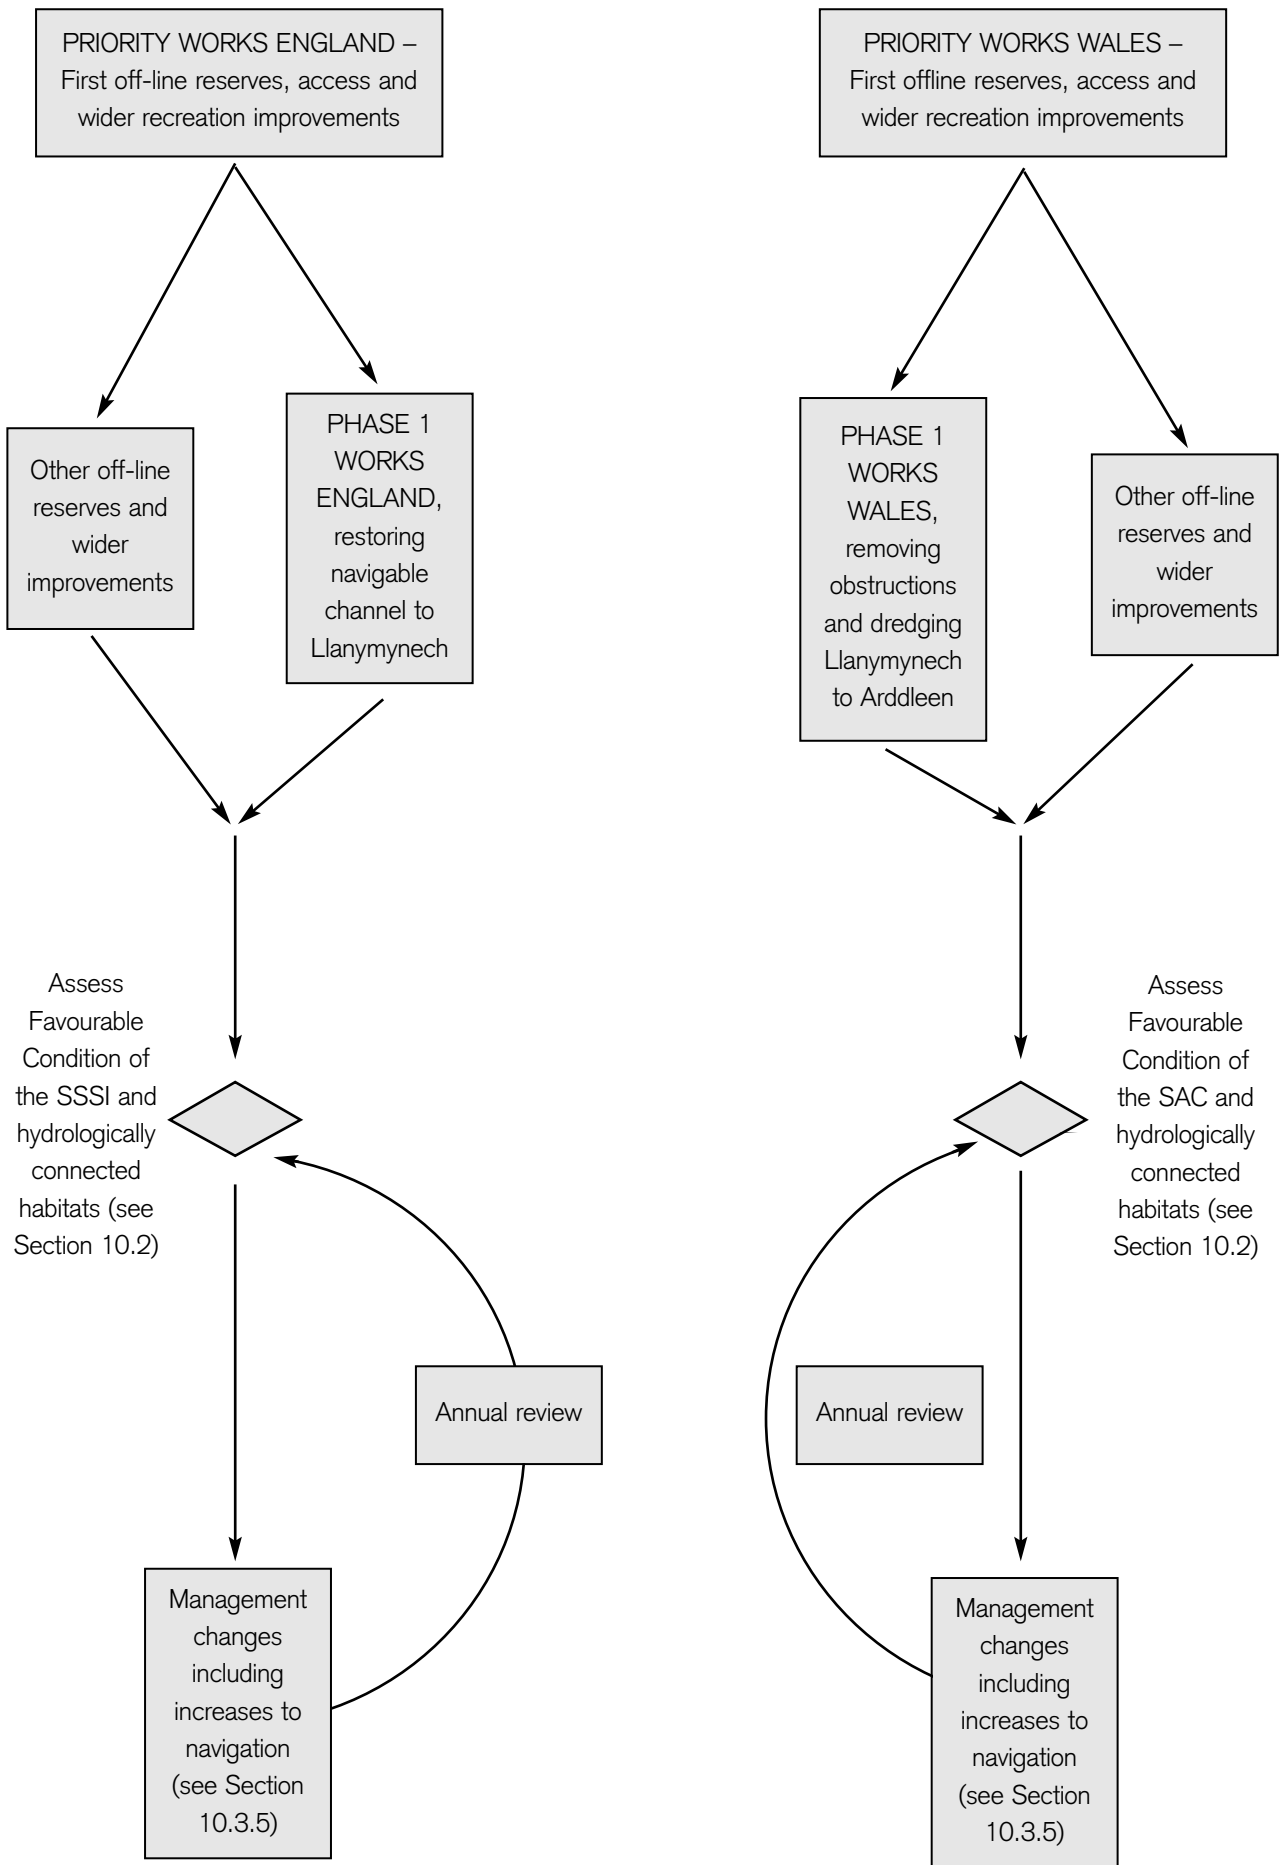 PRIORITY WORKS ENGLAND –
First off-line reserves, access and
wider recreation improvements
PRIORITY WORKS WALES –
First offline reserves, access and
wider recreation improvements
Other off-line
reserves and
wider
improvements
PHASE 1
WORKS
ENGLAND,
restoring
navigable
channel to
Llanymynech
PHASE 1
WORKS
WALES,
removing
obstructions
and dredging
Llanymynech
to Arddleen
Other off-line
reserves and
wider
improvements
Assess
Favourable
Condition of
the SSSI and
hydrologically
connected
habitats (see
Section 10.2)
Assess
Favourable
Condition of
the SAC and
hydrologically
connected
habitats (see
Section 10.2)
Annual review
Annual review
Management
changes
including
increases to
navigation
(see Section
10.3.5)
Management
changes
including
increases to
navigation
(see Section
10.3.5)